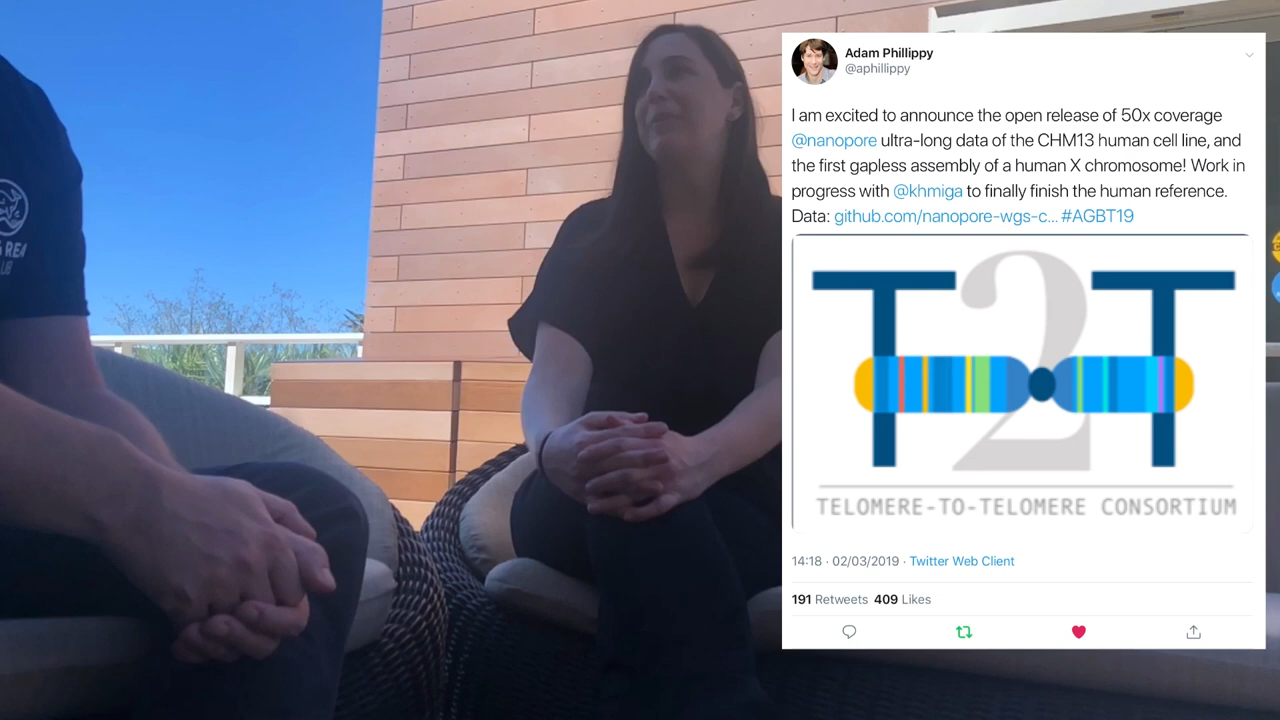 Adam Phillippy
@aphillippy
I am excited to announce the open release of 50x coverage
@nanopore ultra-long data of the CHM13 human cell line, and
the first gapless assembly of a human X chromosome! Work in
progress with @khmiga to finally finish the human reference.
Data: github.com/nanopore-wgs-c... #AGBT19
T2T
TELOMERE-TO-TELOMERE CONSORTIUM
14:18 · 02/03/2019 · Twitter Web Client
191 Retweets 409 Likes